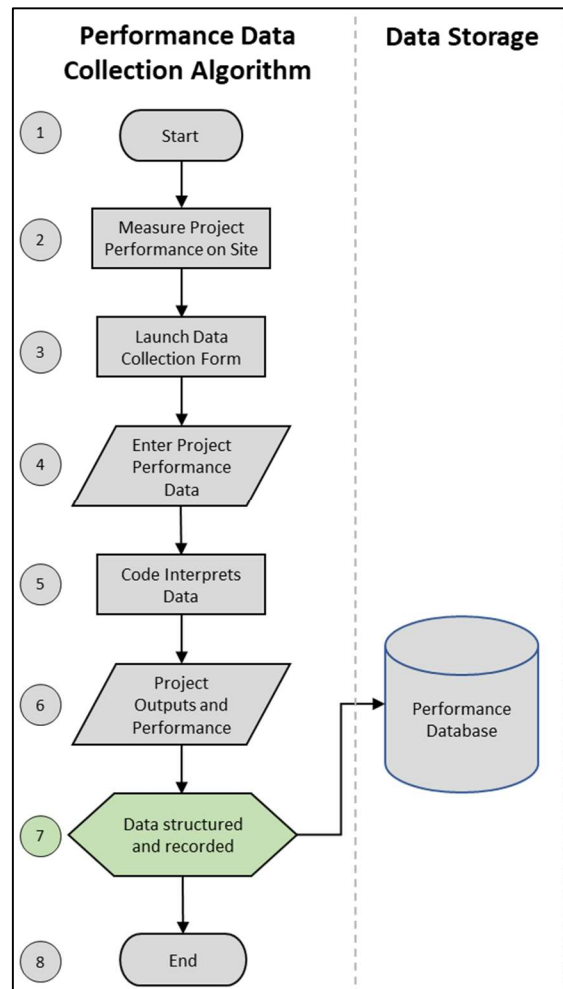 Performance Data
Collection Algorithm
Data Storage
1
Start
2
Measure Project
Performance on Site
3
Launch Data
Collection Form
4
Enter Project
Performance
Data
5
Code Interprets
Data
6
Project
Outputs and
Performance
Performance
Database
7
Data structured
and recorded
8
End